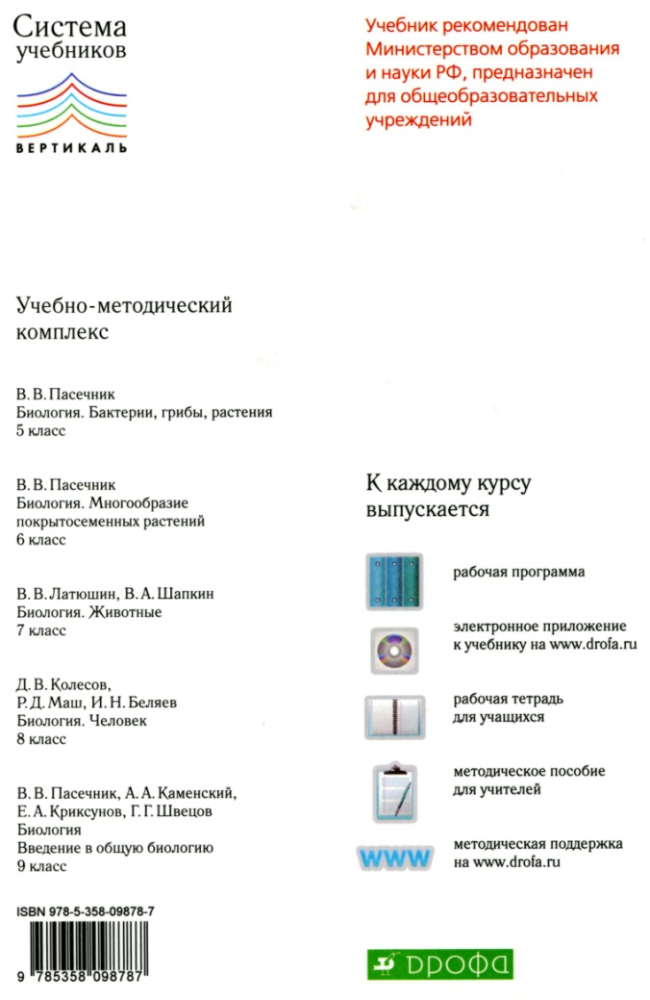 Система
учебников
ВЕРТИКАЛЬ
Учебник рекомендован
Министерством образования
и науки РФ, предназначен
для общеобразовательных
учреждений
Учебно-методический
комплекс
В. В. Пасечник
Биология. Бактерии, грибы, растения
5 класс
В. В. Пасечник
Биология. Многообразие
покрытосеменных растений
6 класс
В. В. Латюшин, В. А. Шапкин
Биология. Животные
7 класс
Д. В. Колесов,
Р. Д. Маш, И. Н. Беляев
Биология. Человек
8 класс
В. В. Пасечник, А. А. Каменский,
Е. А. Криксунов, Г. Г. Швецов
Биология
Введение в общую биологию
9 класс
ISBN 978-5-358-09878-7
9 785358 098787
К каждому курсу
выпускается
рабочая программа
электронное приложение
к учебнику на www.drofa.ru
рабочая тетрадь
для учащихся
методическое пособие
для учителей
www
методическая поддержка
на www.drofa.ru
дрофа